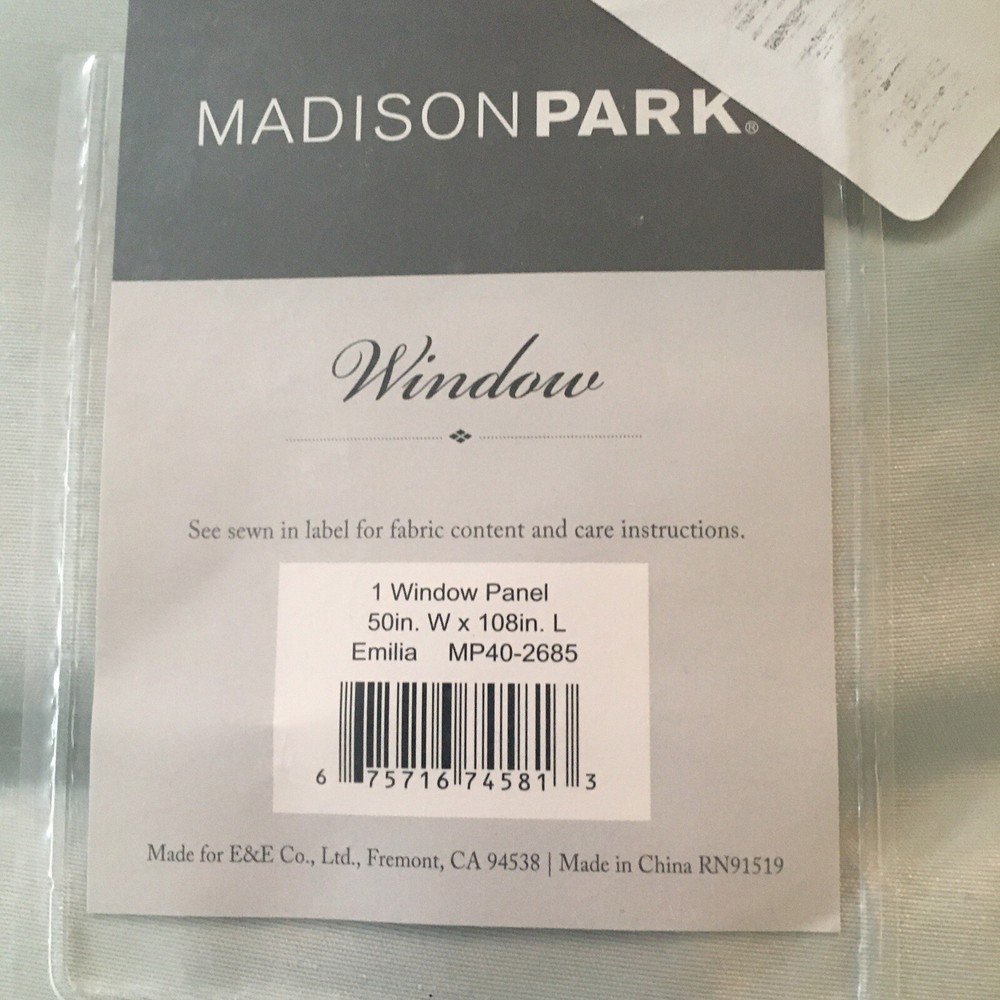 MADISONPARK®
Window
See sewn in label for fabric content and care instructions.
1 Window Panel
50in. W x 108in. L
Emilia MP40-2685
6 75716 74581 3
Made for E&E Co., Ltd., Fremont, CA 94538 | Made in China RN91519